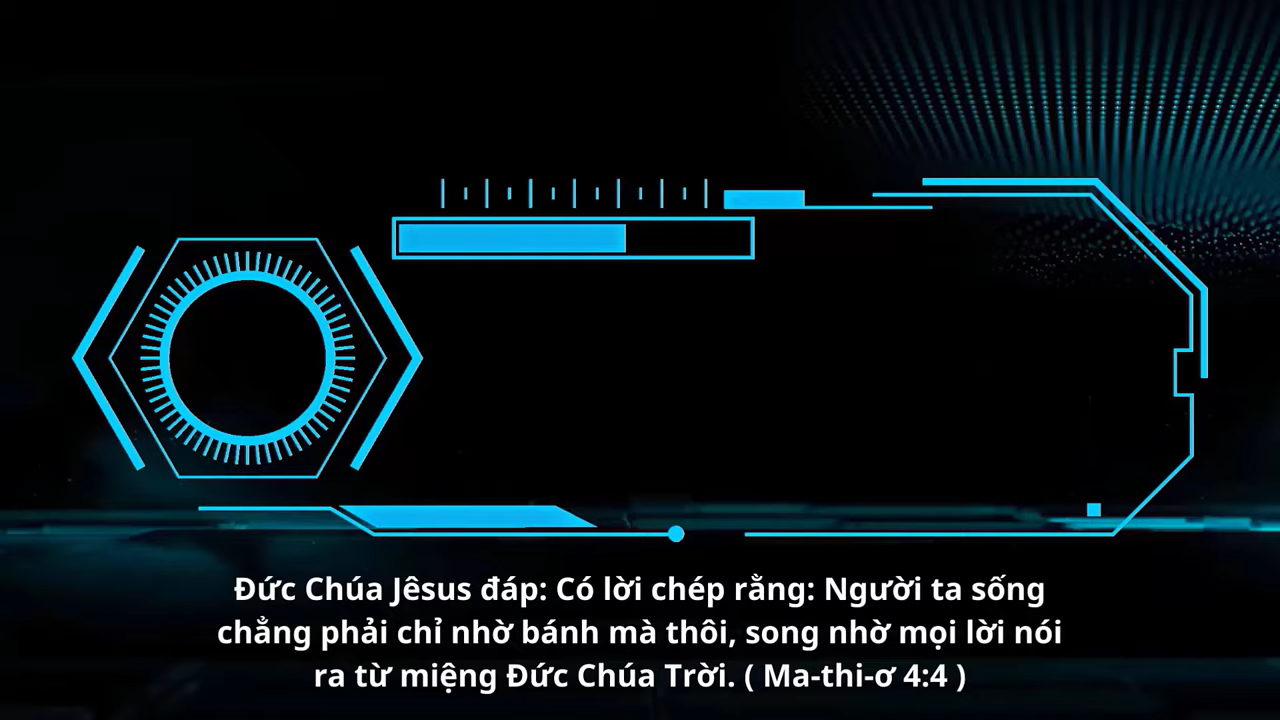 Đức Chúa Jêsus đáp: Có lời chép rằng: Người ta sống
chẳng phải chỉ nhờ bánh mà thôi, song nhờ mọi lời nói
ra từ miệng Đức Chúa Trời. ( Ma-thi-ơ 4:4 )